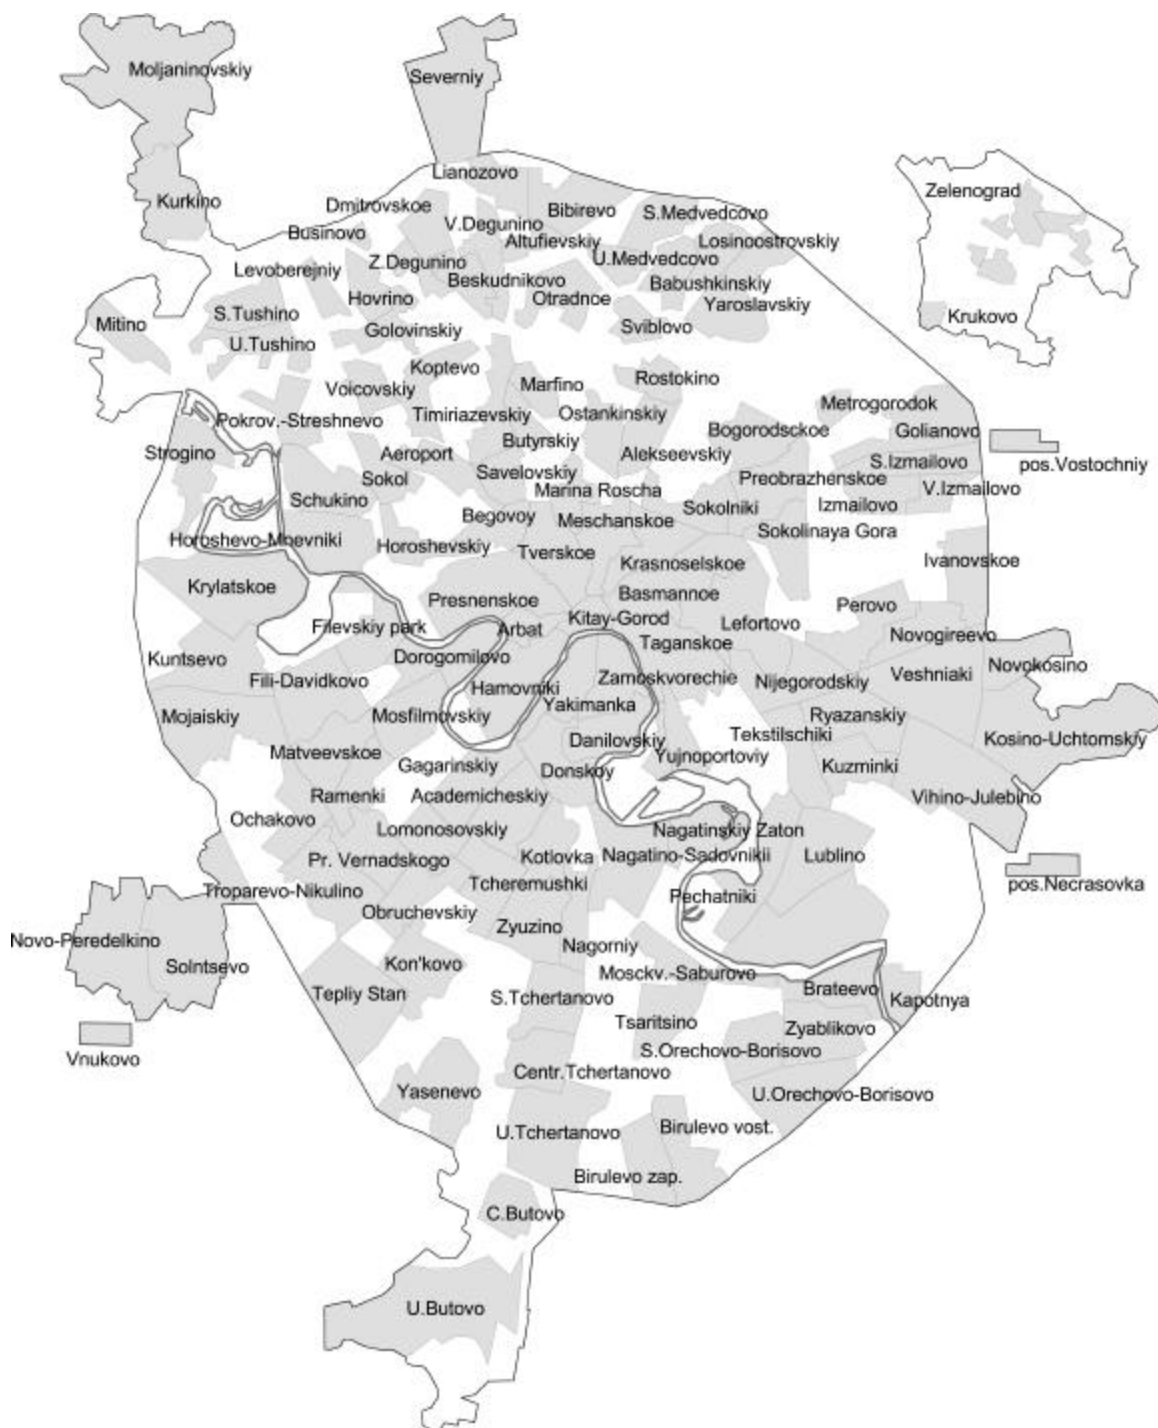 Moljaninovskiy
Severniy
Lianozovo
Kurkino
Zelenograd
Dmitrovskoe
Bibirevo
S.Medvedcovo
V.Degunino
Businovo
Altufievskiy
Losinoostrovskiy
Z.Degunino
U.Medvedcovo
Levoberejniy
Beskudnikovo
Babushkinskiy
Hovrino
Otradnoe
Yaroslavskiy
S.Tushino
Krukovo
Mitino
Golovinskiy
Sviblovo
U.Tushino
Koptevo
Rostokino
Voicovskiy
Marfino
Metrogorodok
Pokrov.-Streshnevo
Timiriazevskiy
Ostankinskiy
Bogorodsckoe
Golianovo
Butyrskiy
Strogino
Aeroport
Alekseevskiy
S.Izmailovo
pos.Vostochniy
Sokol
Savelovskiy
Preobrazhenskoe
Marina Roscha
V.Izmailovo
Schukino
Sokolniki
Izmailovo
Begovoy
Meschanskoe
Sokolinaya Gora
Horoshevo-Mnevniki
Horoshevskiy
Tverskoe
Krasnoselskoe
Ivanovskoe
Krylatskoe
Presnenskoe
Basmannoe
Perovo
Filevskiy park
Arbat
Kitay-Gorod
Lefortovo
Taganskoe
Novogireevo
Kuntsevo
Dorogomilovo
Novokosino
Fili-Davidkovo
Hamovniki
Zamoskvorechie
Nijegorodskiy
Veshniaki
Mojaiskiy
Mosfilmovskiy
Yakimanka
Ryazanskiy
Danilovskiy
Tekstilschiki
Kosino-Uchtomskiy
Matveevskoe
Gagarinskiy
Donskoy
Yujnoportoviy
Kuzminki
Ramenki
Academicheskiy
Vihino-Julebino
Ochakovo
Lomonosovskiy
Nagatinskiy Zaton
Pr. Vernadskogo
Kotlovka
Nagatino-Sadovnikii
Lublino
Troparevo-Nikulino
Tcheremushki
Pechatniki
pos.Necrasovka
Obruchevskiy
Zyuzino
Novo-Peredelkino
Nagorniy
Solntsevo
Kon'kovo
Mosckv.-Saburovo
Tepliy Stan
S.Tchertanovo
Brateevo
Kapotnya
Tsaritsino
Zyablikovo
Vnukovo
S.Orechovo-Borisovo
Centr.Tchertanovo
Yasenevo
U.Orechovo-Borisovo
U.Tchertanovo
Birulevo vost.
Birulevo zap.
C.Butovo
U.Butovo